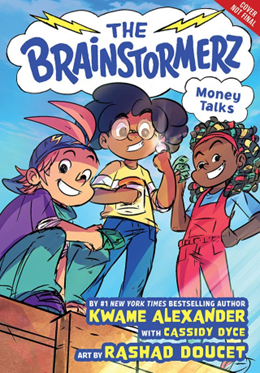 THE
BRAINSTORMERZ
COVER
NOT FINAL
Money
Talks
BY #1 NEW YORK TIMES BESTSELLING AUTHOR
KWAME ALEXANDER
WITH CASSIDY DYCE
ART BY RASHAD DOUCET